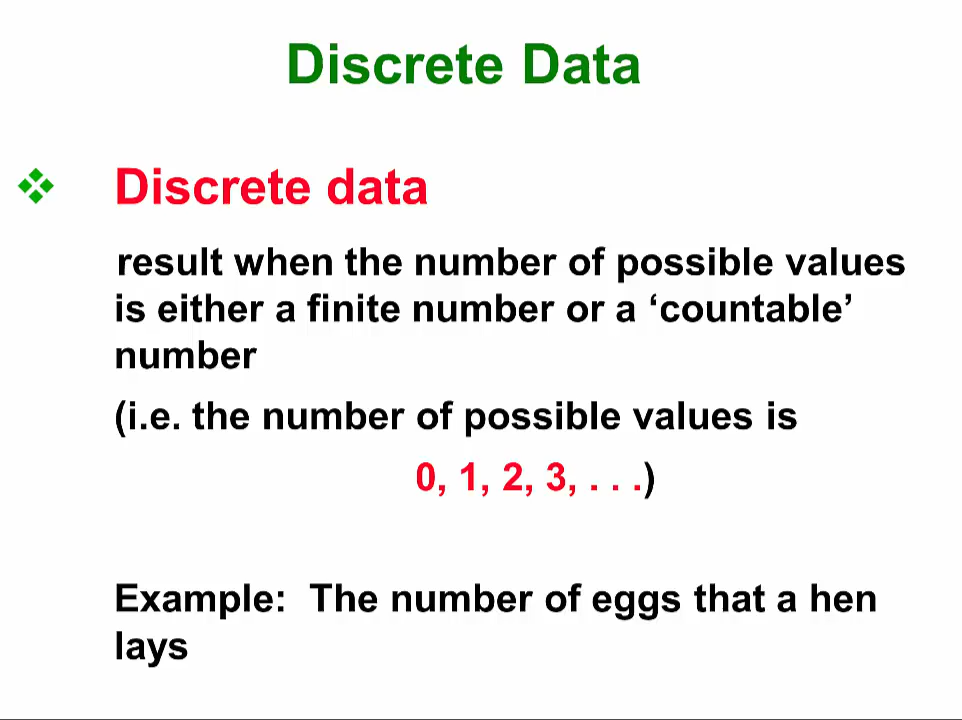 Discrete Data
Discrete data
result when the number of possible values
is either a finite number or a ‘countable’
number
(i.e. the number of possible values is
0, 1, 2, 3, . . .)
Example:  The number of eggs that a hen
lays